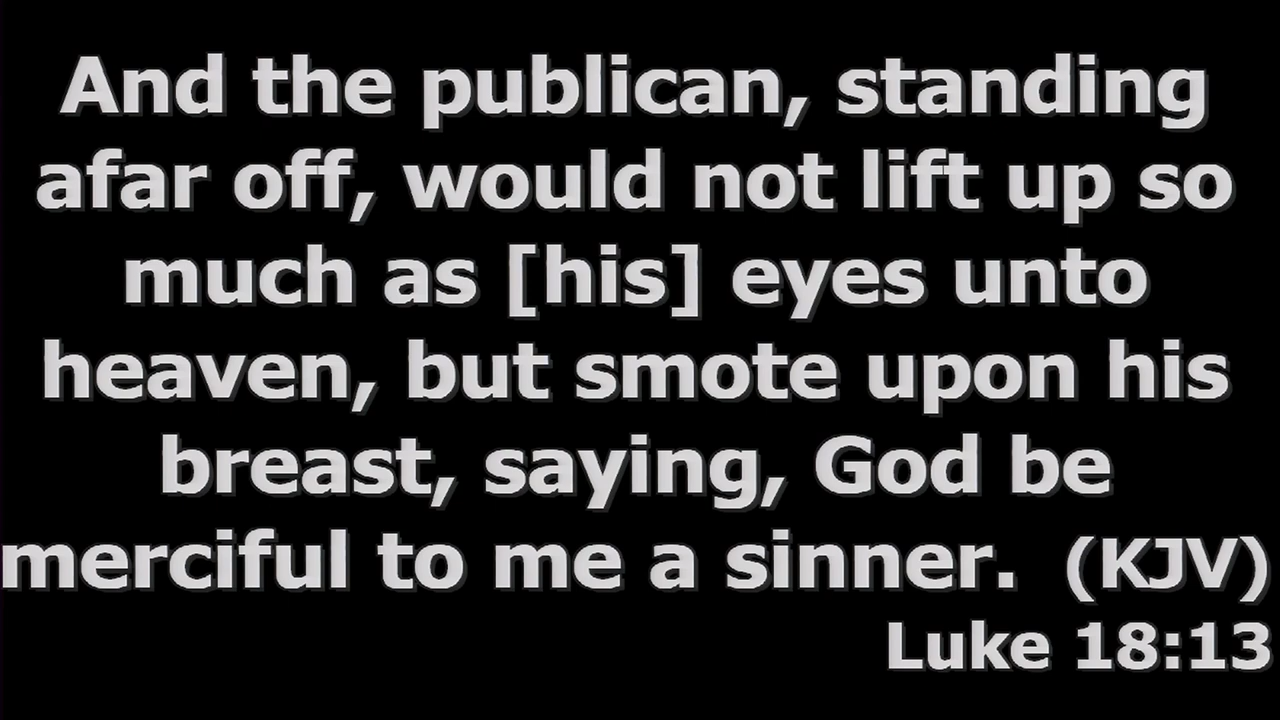 And the publican, standing
afar off, would not lift up so
much as [his] eyes unto
heaven, but smote upon his
breast, saying, God be
merciful to me a sinner.  (KJV)
Luke 18:13